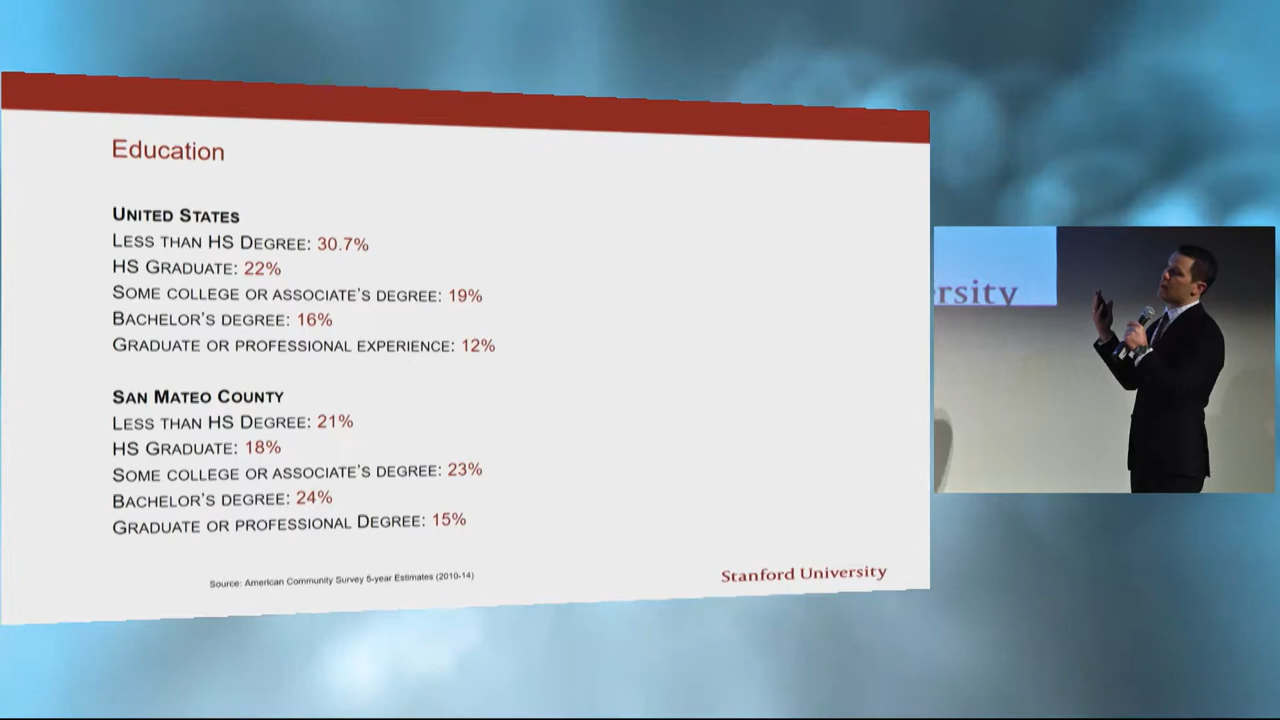 Education
UNITED STATES
LESS THAN HS DEGREE: 30.7%
HS GRADUATE: 22%
SOME COLLEGE OR ASSOCIATE'S DEGREE: 19%
BACHELOR'S DEGREE: 16%
GRADUATE OR PROFESSIONAL EXPERIENCE: 12%
SAN MATEO COUNTY
LESS THAN HS DEGREE: 21%
HS GRADUATE: 18%
SOME COLLEGE OR ASSOCIATE'S DEGREE: 23%
BACHELOR'S DEGREE: 24%
GRADUATE OR PROFESSIONAL DEGREE: 15%
Source: American Community Survey 5-year Estimates (2010-14)
Stanford University
rsity